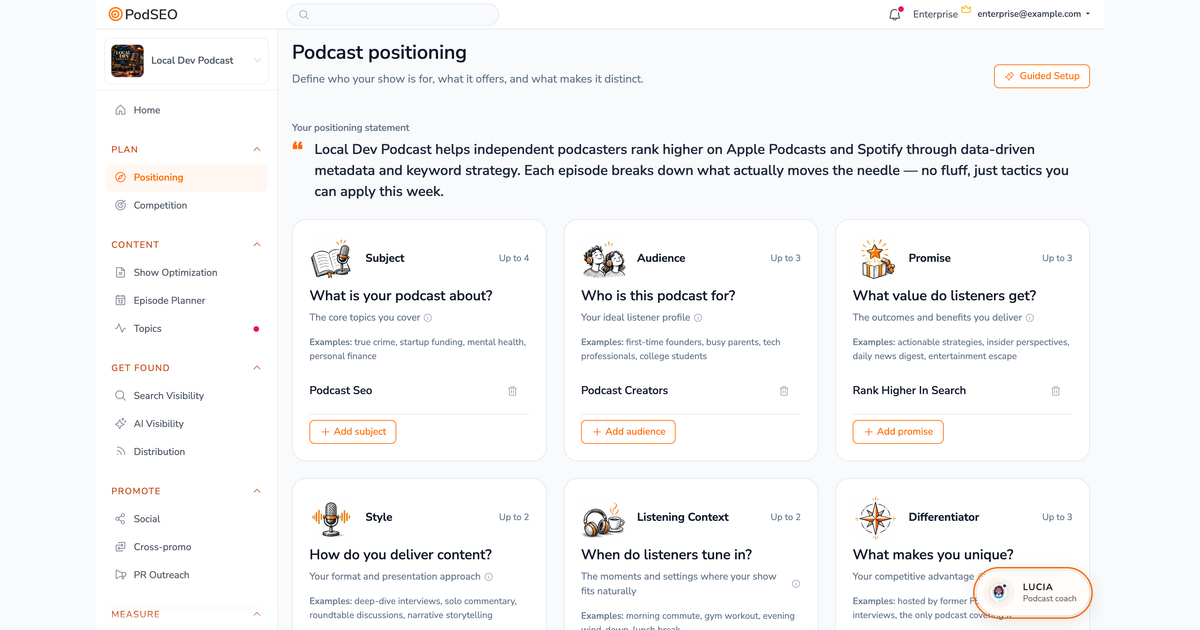 PodSEO
Enterprise
enterprise@example.com
Local Dev Podcast
Home
PLAN
Positioning
Competition
CONTENT
Show Optimization
Episode Planner
Topics
GET FOUND
Search Visibility
AI Visibility
Distribution
PROMOTE
Social
Cross-promo
PR Outreach
MEASURE
Podcast positioning
Define who your show is for, what it offers, and what makes it distinct.
Guided Setup
Your positioning statement
Local Dev Podcast helps independent podcasters rank higher on Apple Podcasts and Spotify through data-driven
metadata and keyword strategy. Each episode breaks down what actually moves the needle — no fluff, just tactics you
can apply this week.
Subject
Up to 4
What is your podcast about?
The core topics you cover
Examples: true crime, startup funding, mental health,
personal finance
Podcast Seo
+ Add subject
Audience
Up to 3
Who is this podcast for?
Your ideal listener profile
Examples: first-time founders, busy parents, tech
professionals, college students
Podcast Creators
+ Add audience
Promise
Up to 3
What value do listeners get?
The outcomes and benefits you deliver
Examples: actionable strategies, insider perspectives,
daily news digest, entertainment escape
Rank Higher In Search
+ Add promise
Style
Up to 2
How do you deliver content?
Your format and presentation approach
Examples: deep-dive interviews, solo commentary,
roundtable discussions, narrative storytelling
Listening Context
Up to 2
When do listeners tune in?
The moments and settings where your show
fits naturally
Examples: morning commute, gym workout, evening
wind-down, lunch break
Differentiator
Up to 3
What makes you unique?
Your competitive advantage
Examples: hosted by former
interviews, the only podcast
LUCIA
Podcast coach